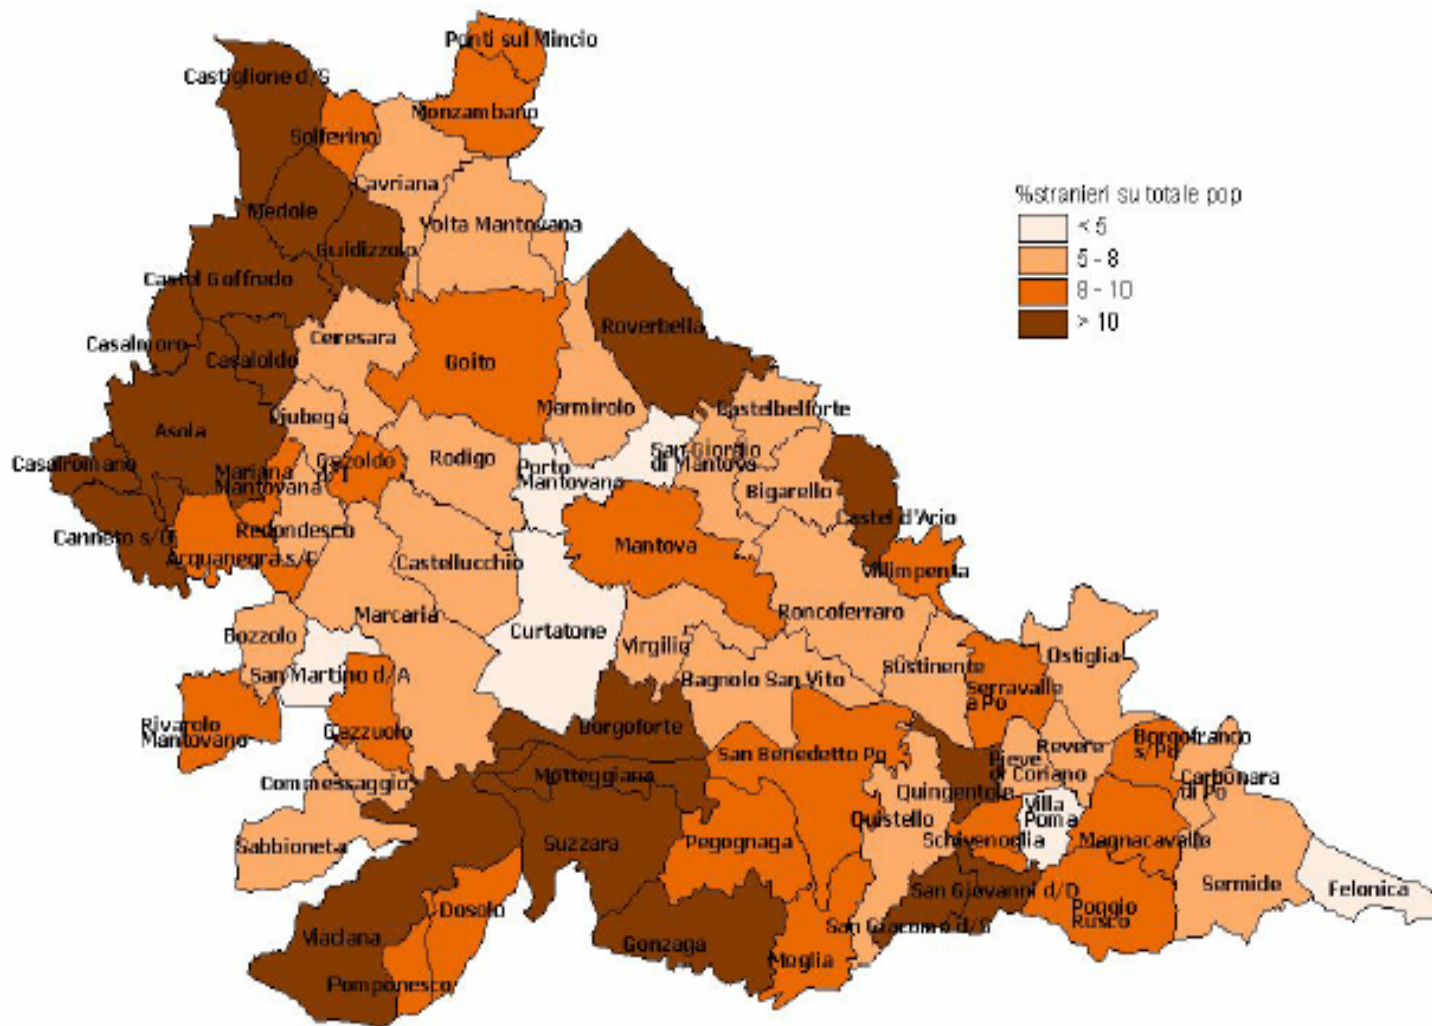 Ponti sul Mincio
Castiglione d/S
Monzambano
Solferino
Cavriana
%stranieri su totale pop
< 5
5 - 8
8 - 10
> 10
Medole
Volta Mantovana
Guidizzolo
Castel Goffredo
Roverbella
Casalmoro
Ceresara
Casaloldo
Goito
Marmirolo
Castelbelforte
Piubega
Asola
San Giorgio
di Mantova
Casalromano
Mariana
Mantovana
Gazoldo
Rodigo
Porto
Mantovana
Bigarello
Canneto s/O
Redondesco
Castel d'Ario
Acquanegra s/C
Castellucchio
Mantova
Villimpenta
Marcaria
Roncoferraro
Bozzolo
Curtatone
Virgilio
San Martino d/A
Bagnolo San Vito
Sustinente
Ostiglia
Serravalle
a Po
Rivarolo
Mantovano
Gazzuolo
Borgoforte
San Benedetto Po
Revere
Borgofranco
s/Po
Pieve
di Coriano
Commessaggio
Motteggiana
Quingentole
Carbonara
di Po
Villa
Poma
Sabbioneta
Suzzara
Pegognaga
Quistello
Schivenoglia
Magnacavallo
Sermide
Felonica
San Giovanni d/D
Dosolo
Poggio
Rusco
Viadana
Gonzaga
San Giacomo d/S
Moglia
Pomponesco